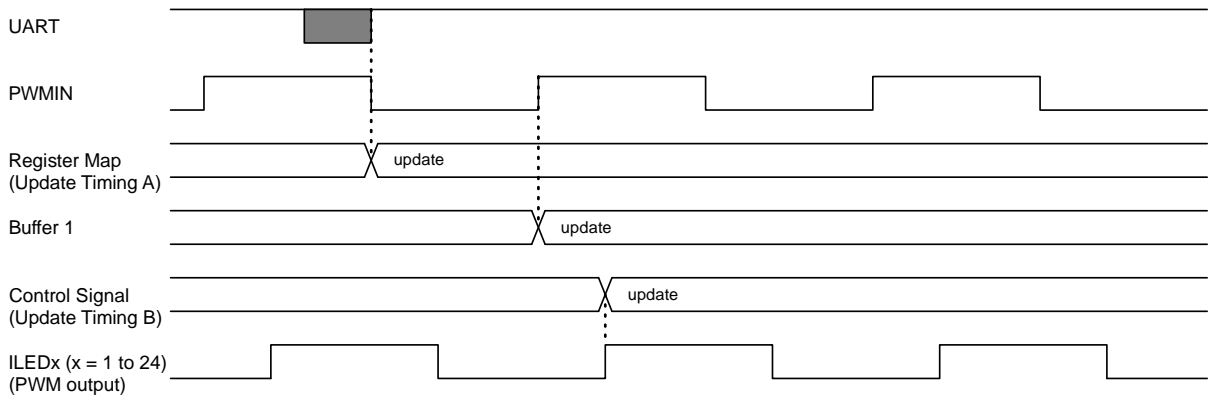 UART
PWMIN
Register Map
(Update Timing A)
update
Buffer 1
update
Control Signal
(Update Timing B)
update
ILEDx (x = 1 to 24)
(PWM output)